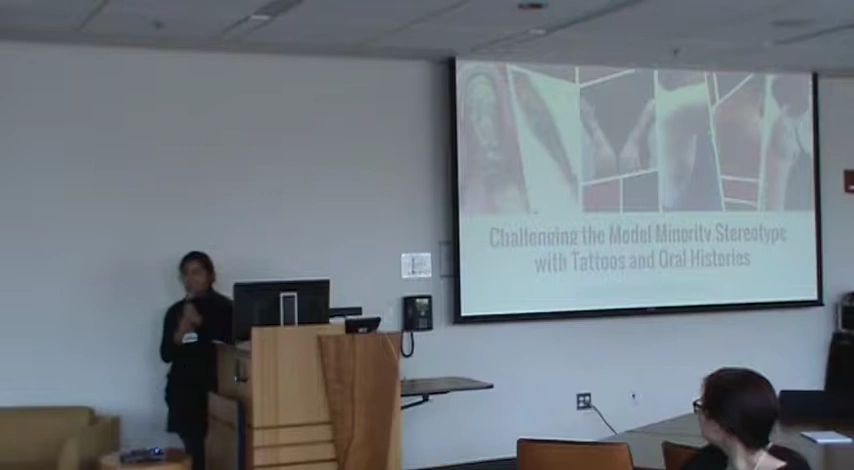 Challenging the Model Minority Stereotype
with Tattoos and Oral Histories